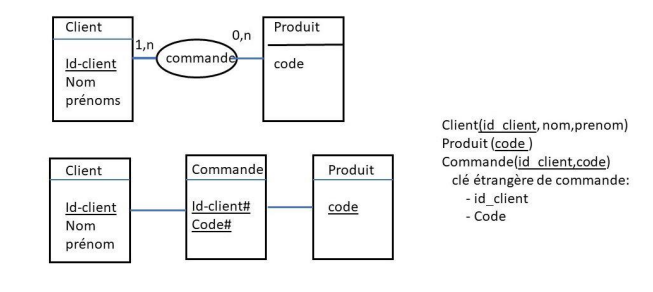 Client
Id-client
Nom
prénoms
1,n
commande
0,n
Produit
code
Client
Id-client
Nom
prénom
Commande
Id-client#
Code#
Produit
code
Client(id_client, nom,prenom)
Produit (code )
Commande(id_client,code)
clé étrangère de commande:
- id_client
- Code